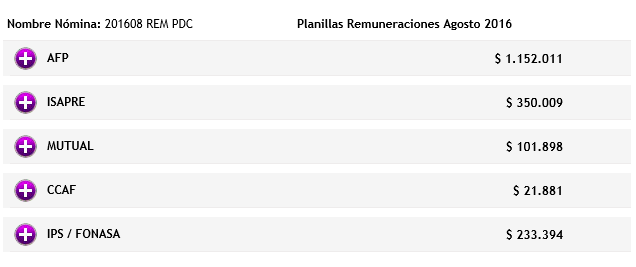 Nombre Nómina: 201608 REM PDC Planillas Remuneraciones Agosto 2016
AFP $ 1.152.011
ISAPRE $ 350.009
MUTUAL $ 101.898
CCAF $ 21.881
IPS / FONASA $ 233.394